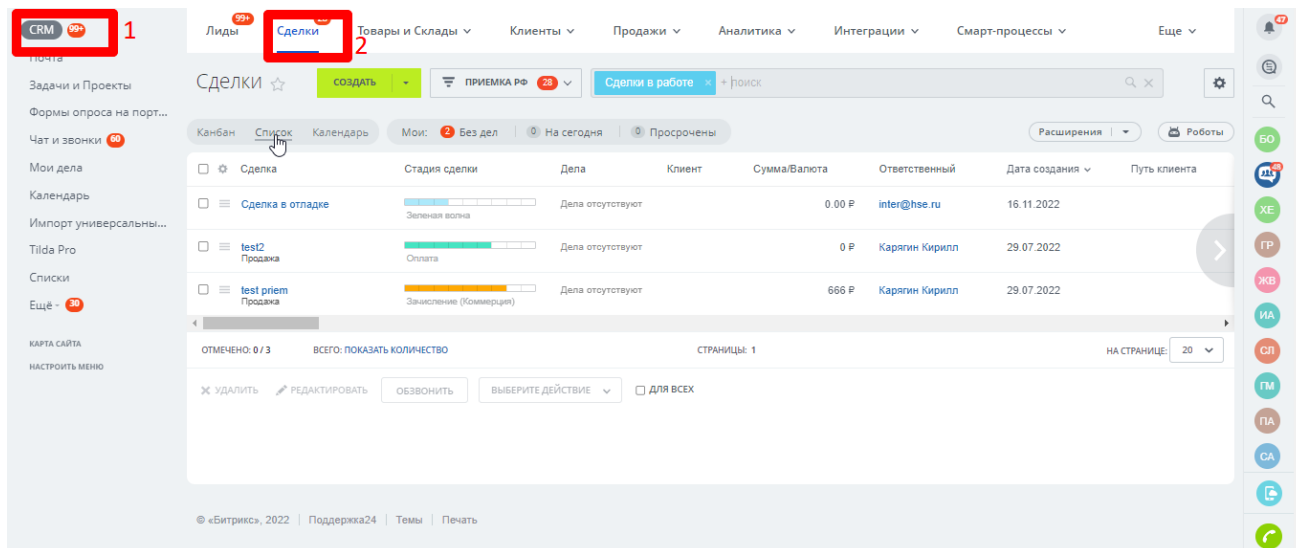 CRM 99+ 1
Почта
Задачи и Проекты
Формы опроса на порт...
Чат и звонки 60
Мои дела
Календарь
Импорт универсальны...
Tilda Pro
Списки
Ещё - 30
КАРТА САЙТА
НАСТРОИТЬ МЕНЮ
Лиды 99+ Сделки 2 Товары и Склады Клиенты Продажи Аналитика Интеграции Смарт-процессы Еще
Сделки СОЗДАТЬ ПРИЕМКА РФ 28 Сделки в работе × + поиск
Канбан Список Календарь Мои: 2 Без дел 0 На сегодня 0 Просрочены Расширения Роботы
Сделка Стадия сделки Дела Клиент Сумма/Валюта Ответственный Дата создания Путь клиента
Сделка в отладке Дела отсутствуют 0.00 ₽ inter@hse.ru 16.11.2022
Зеленая волна
test2 Дела отсутствуют 0 ₽ Карягин Кирилл 29.07.2022
Продажа Оплата
test priem Дела отсутствуют 666 ₽ Карягин Кирилл 29.07.2022
Продажа Зачисление (Коммерция)
ОТМЕЧЕНО: 0 / 3 ВСЕГО: ПОКАЗАТЬ КОЛИЧЕСТВО СТРАНИЦЫ: 1 НА СТРАНИЦЕ: 20
УДАЛИТЬ РЕДАКТИРОВАТЬ ОБЗВОНИТЬ ВЫБЕРИТЕ ДЕЙСТВИЕ ДЛЯ ВСЕХ
© «Битрикс», 2022 Поддержка24 Темы Печать
47
БО
ХЕ
ГР
ЖВ
ИА
СЛ
ГМ
ПА
СА